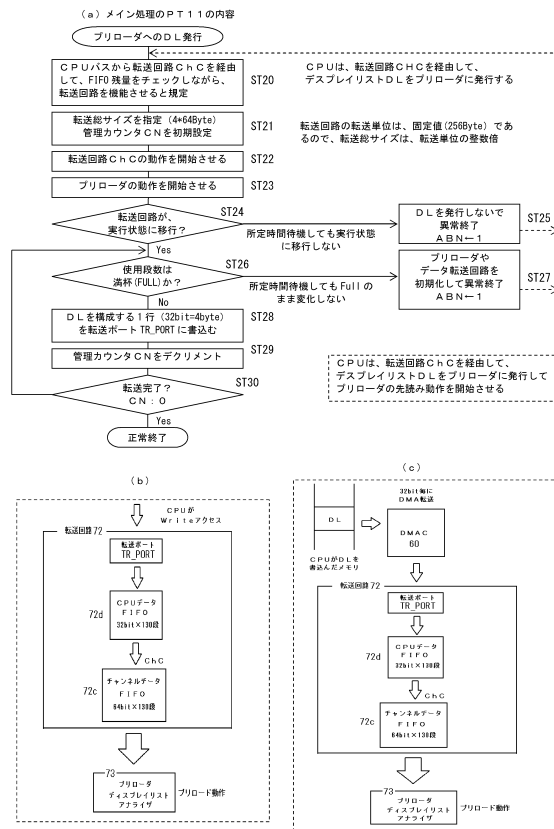 (a)メイン処理のPT11の内容
プリローダへのDL発行
CPUバスから転送回路ChCを経由
して、FIFO残量をチェックしながら、
転送回路を機能させると規定
ST20
CPUは、転送回路CHCを経由して、
デスプレイリストDLをプリローダに発行する
転送総サイズを指定(4*64Byte)
管理カウンタCNを初期設定
ST21
転送回路の転送単位は、固定値(256Byte)であ
るので、転送総サイズは、転送単位の整数倍
転送回路ChCの動作を開始させる
ST22
プリローダの動作を開始させる
ST23
転送回路が、
実行状態に移行?
ST24
所定時間待機しても実行状態
に移行しない
DLを発行しないで
異常終了
ABN←1
ST25
Yes
使用段数は
満杯(FULL)か?
ST26
所定時間待機してもFullの
まま変化しない
プリローダや
データ転送回路を
初期化して異常終了
ABN←1
ST27
No
DLを構成する1行(32bit=4byte)
を転送ポートTR_PORTに書込む
ST28
管理カウンタCNをデクリメント
ST29
転送完了?
CN:0
ST30
CPUは、転送回路ChCを経由して、
デスプレイリストDLをプリローダに発行して
プリローダの先読み動作を開始させる
Yes
正常終了
(b)
CPUが
Writeアクセス
転送回路72
転送ポート
TR_PORT
72d
CPUデータ
FIFO
32bit×130段
ChC
72c
チャンネルデータ
FIFO
64bit×130段
73
プリローダ
ディスプレイリスト
アナライザ
プリロード動作
(c)
32bit毎に
DMA転送
DL
DMAC
60
CPUがDLを
書込んだメモリ
転送回路72
転送ポート
TR_PORT
72d
CPUデータ
FIFO
32bit×130段
ChC
72c
チャンネルデータ
FIFO
64bit×130段
73
プリローダ
ディスプレイリスト
アナライザ
プリロード動作